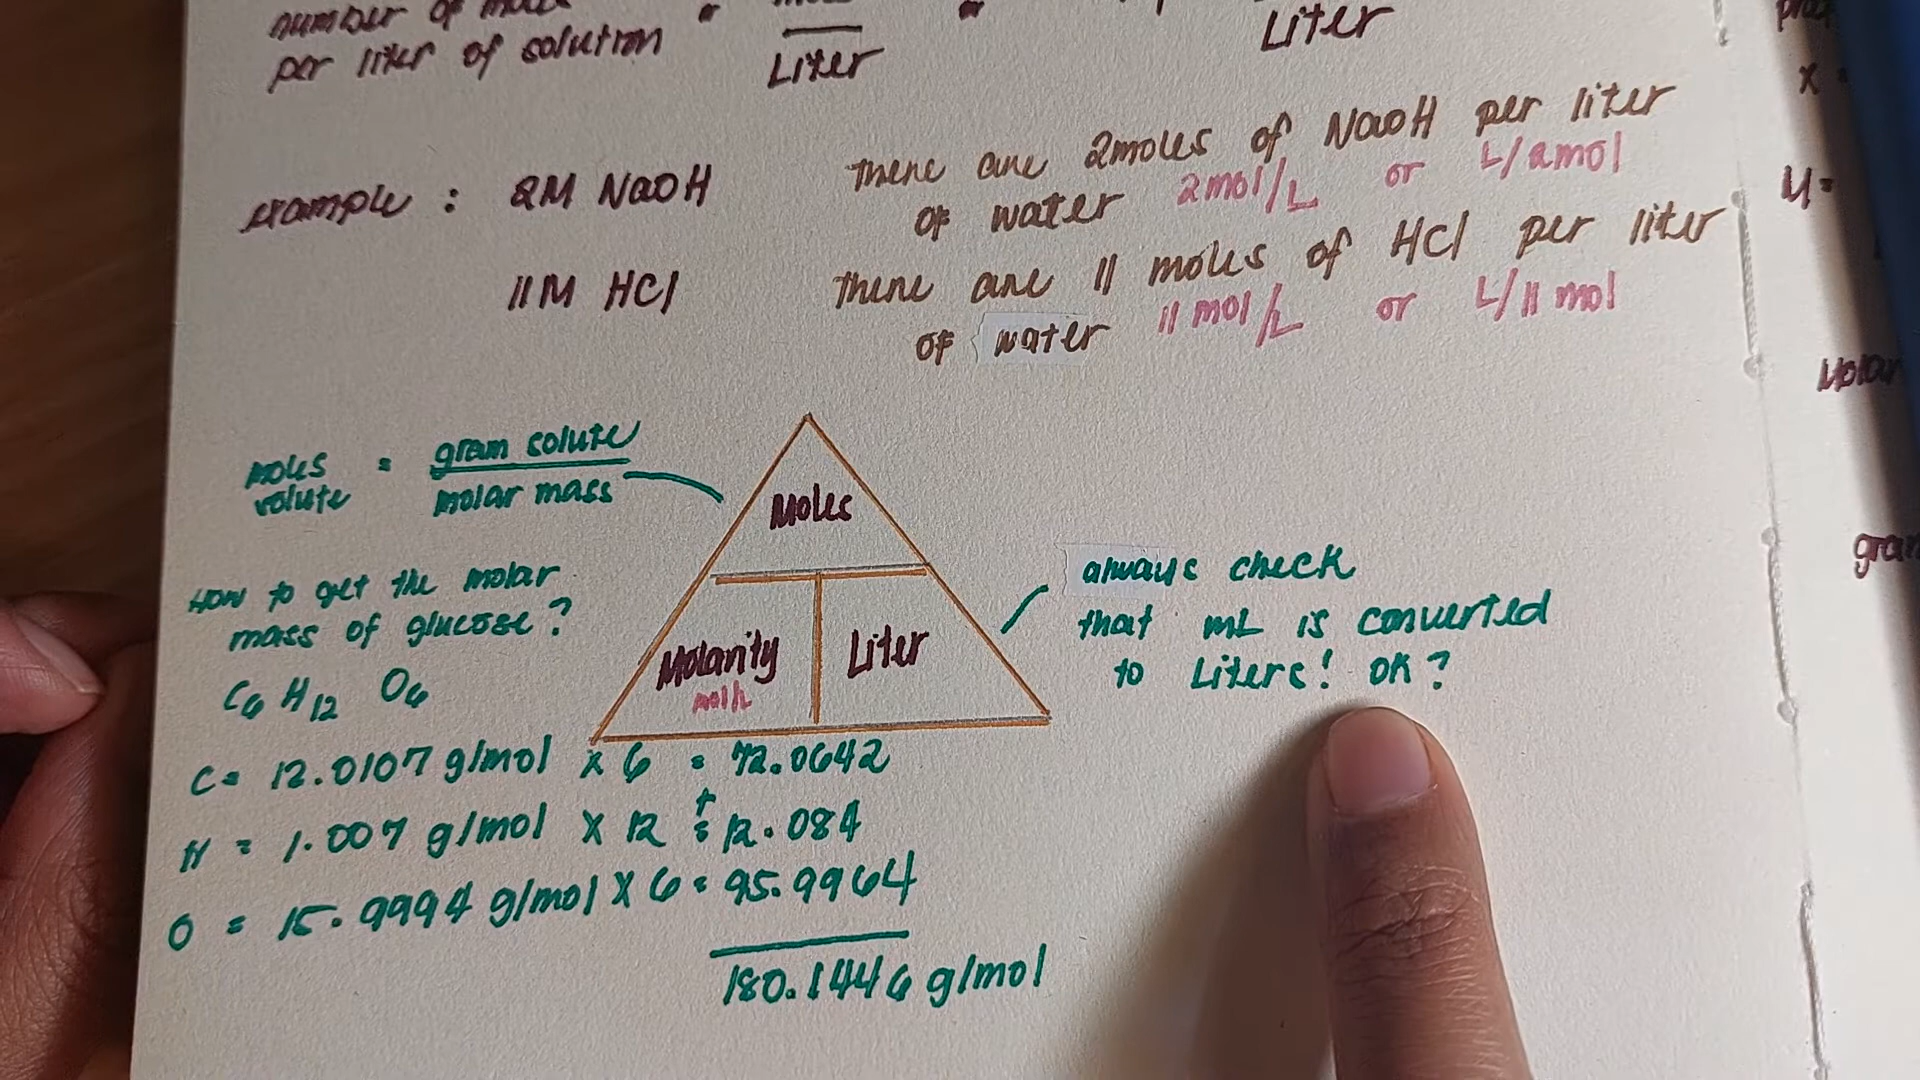 number of
per liter of solution
Liter
Liter
example : 2M NaOH
there are 2moles of NaOH per liter
of water 2mol/L or L/2mol
11M HCl
there are 11 moles of HCl per liter
of water 11 mol/L or L/11 mol
moles solute = gram solute
molar mass
Moles
Molarity
mol/L
Liter
always check
that mL is converted
to Liters! OK?
How to get the molar
mass of glucose?
C6 H12 O6
C = 12.0107 g/mol x 6 = 72.0642
+
H = 1.007 g/mol x 12 = 12.084
O = 15.9994 g/mol x 6 = 95.9964
180.1446 g/mol
x =
Molar